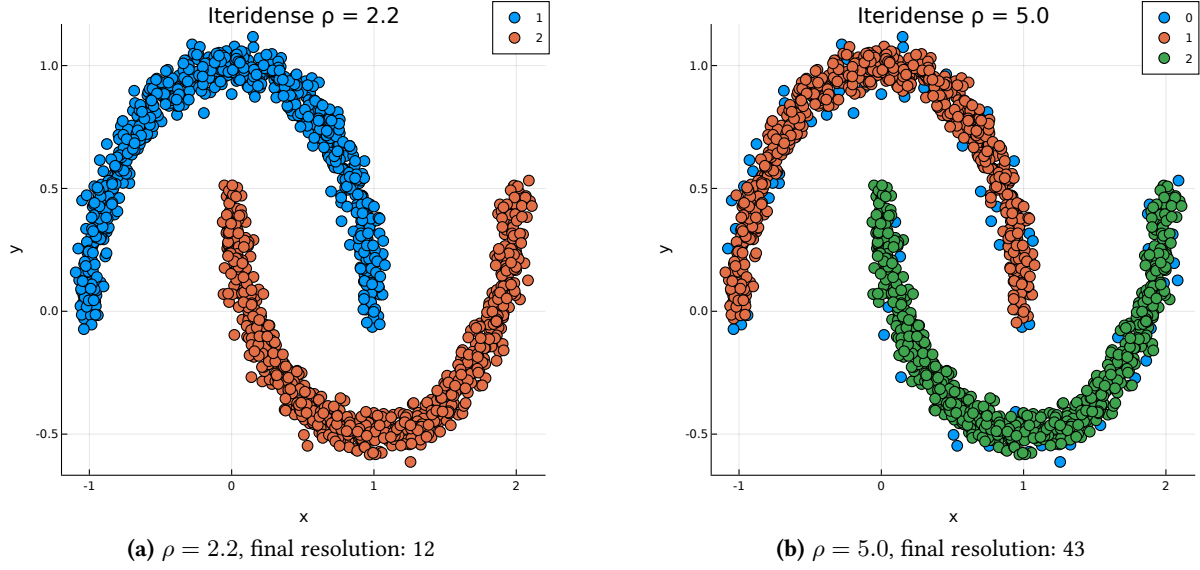 Iteridense ρ = 2.2
1
2
1.0
0.5
0.0
-0.5
y
-1
0
1
2
x
(a) ρ = 2.2, final resolution: 12
Iteridense ρ = 5.0
0
1
2
1.0
0.5
0.0
-0.5
y
-1
0
1
2
x
(b) ρ = 5.0, final resolution: 43